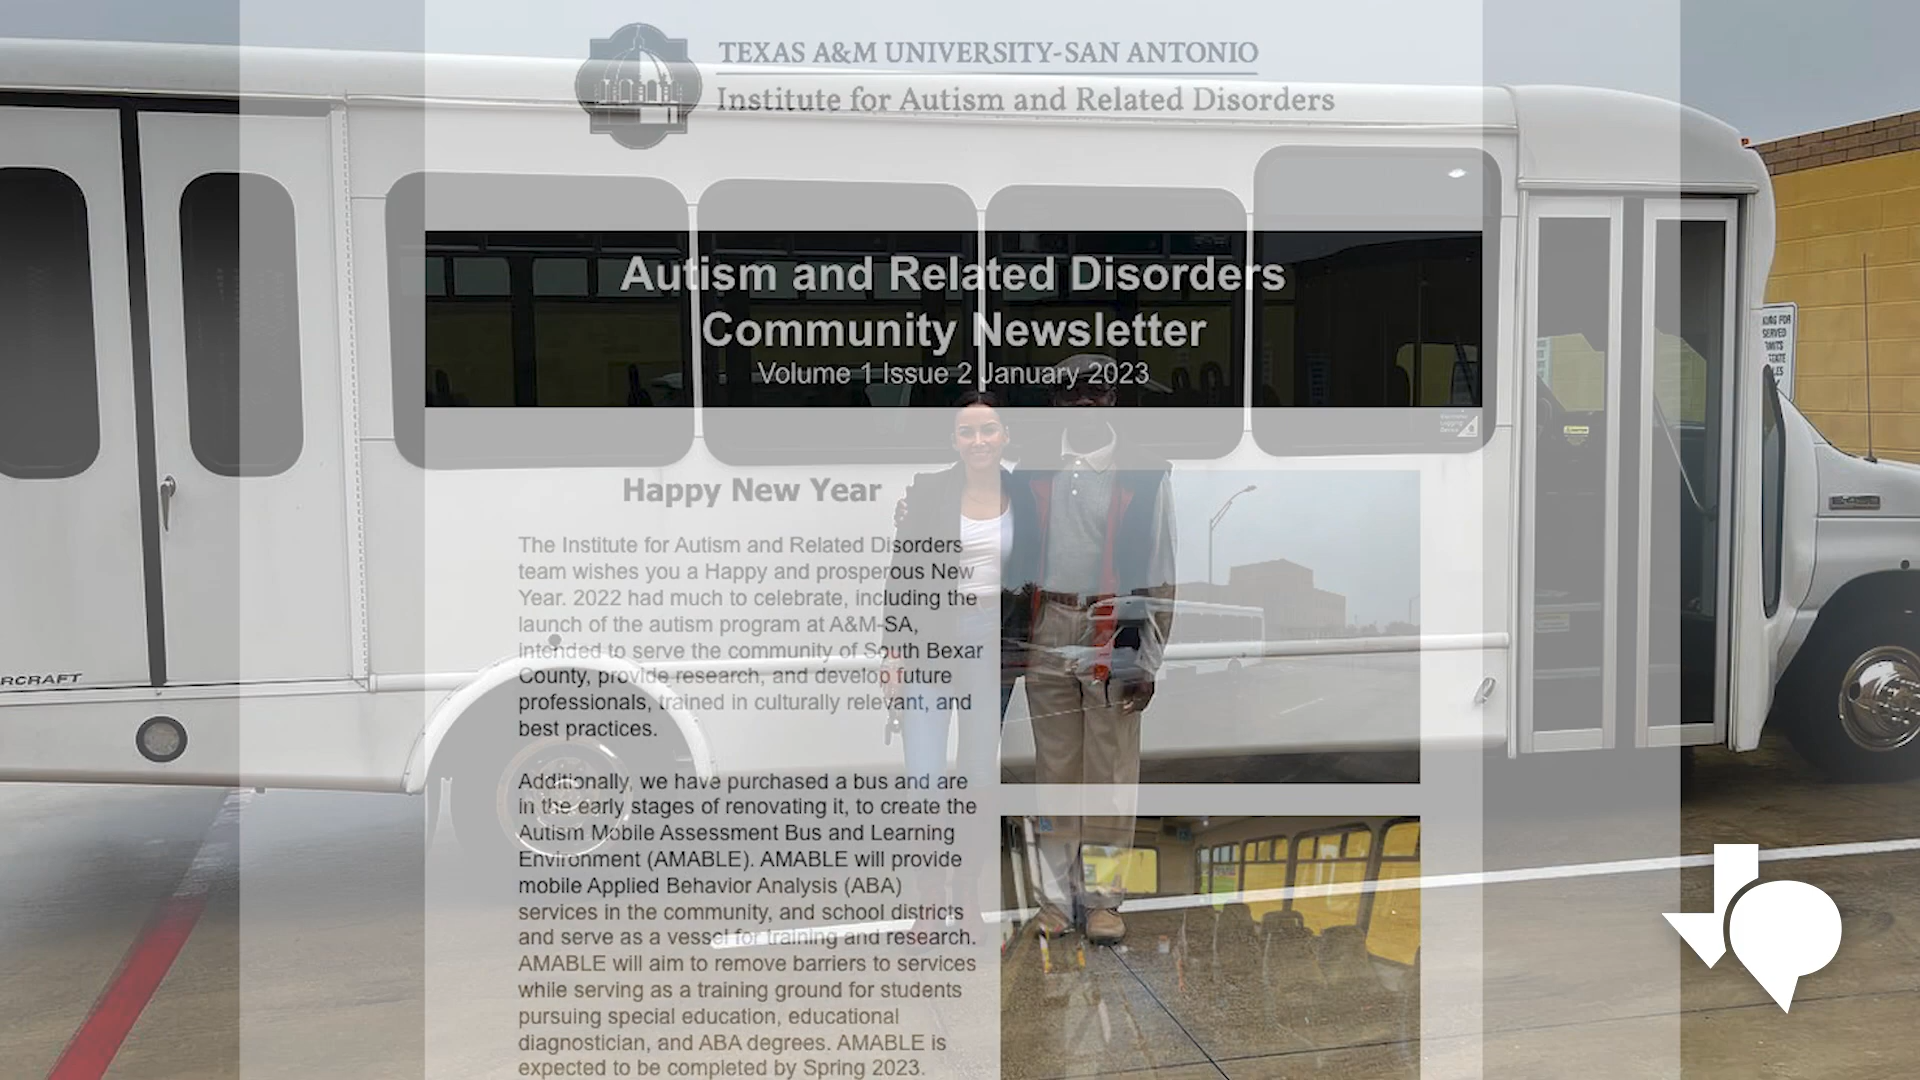 TEXAS A&M UNIVERSITY-SAN ANTONIO
Institute for Autism and Related Disorders
Autism and Related Disorders
Community Newsletter
Volume 1 Issue 2 January 2023
Happy New Year
The Institute for Autism and Related Disorders
team wishes you a Happy and prosperous New
Year. 2022 had much to celebrate, including the
launch of the autism program at A&M-SA,
intended to serve the community of South Bexar
County, provide research, and develop future
professionals, trained in culturally relevant, and
best practices.
Additionally, we have purchased a bus and are
in the early stages of renovating it, to create the
Autism Mobile Assessment Bus and Learning
Environment (AMABLE). AMABLE will provide
mobile Applied Behavior Analysis (ABA)
services in the community, and school districts
and serve as a vessel for training and research.
AMABLE will aim to remove barriers to services
while serving as a training ground for students
pursuing special education, educational
diagnostician, and ABA degrees. AMABLE is
expected to be completed by Spring 2023.
RCRAFT
KING FOR
SERVED
MITS
STATE
LES